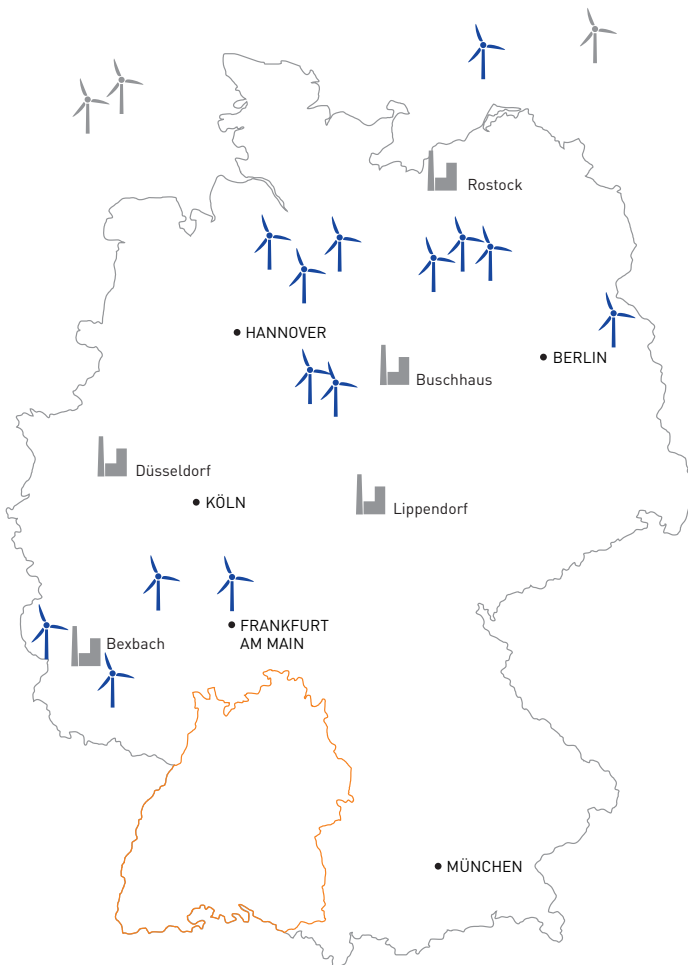 Rostock
HANNOVER
BERLIN
Buschhaus
Düsseldorf
KÖLN
Lippendorf
FRANKFURT
AM MAIN
Bexbach
MÜNCHEN